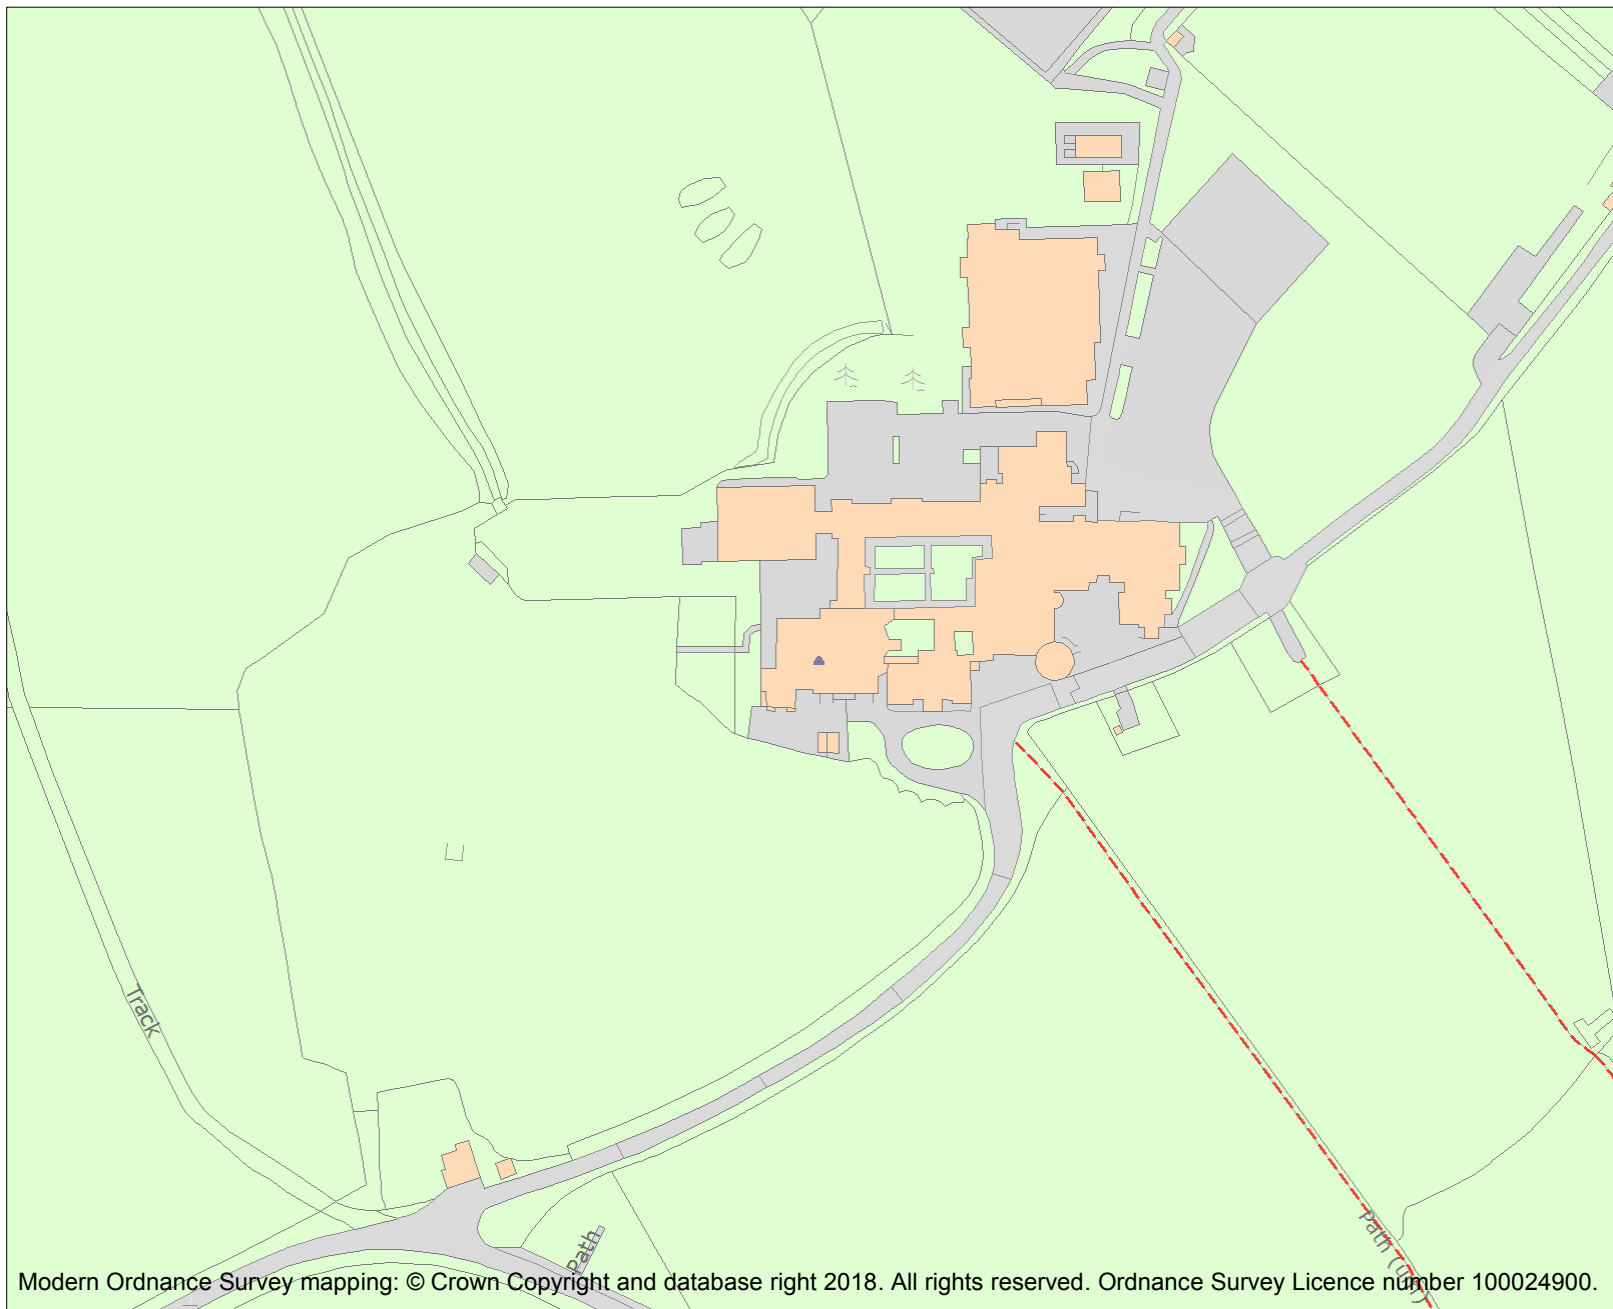 Track
Path
Path (um)
Modern Ordnance Survey mapping: © Crown Copyright and database right 2018. All rights reserved. Ordnance Survey Licence number 100024900.